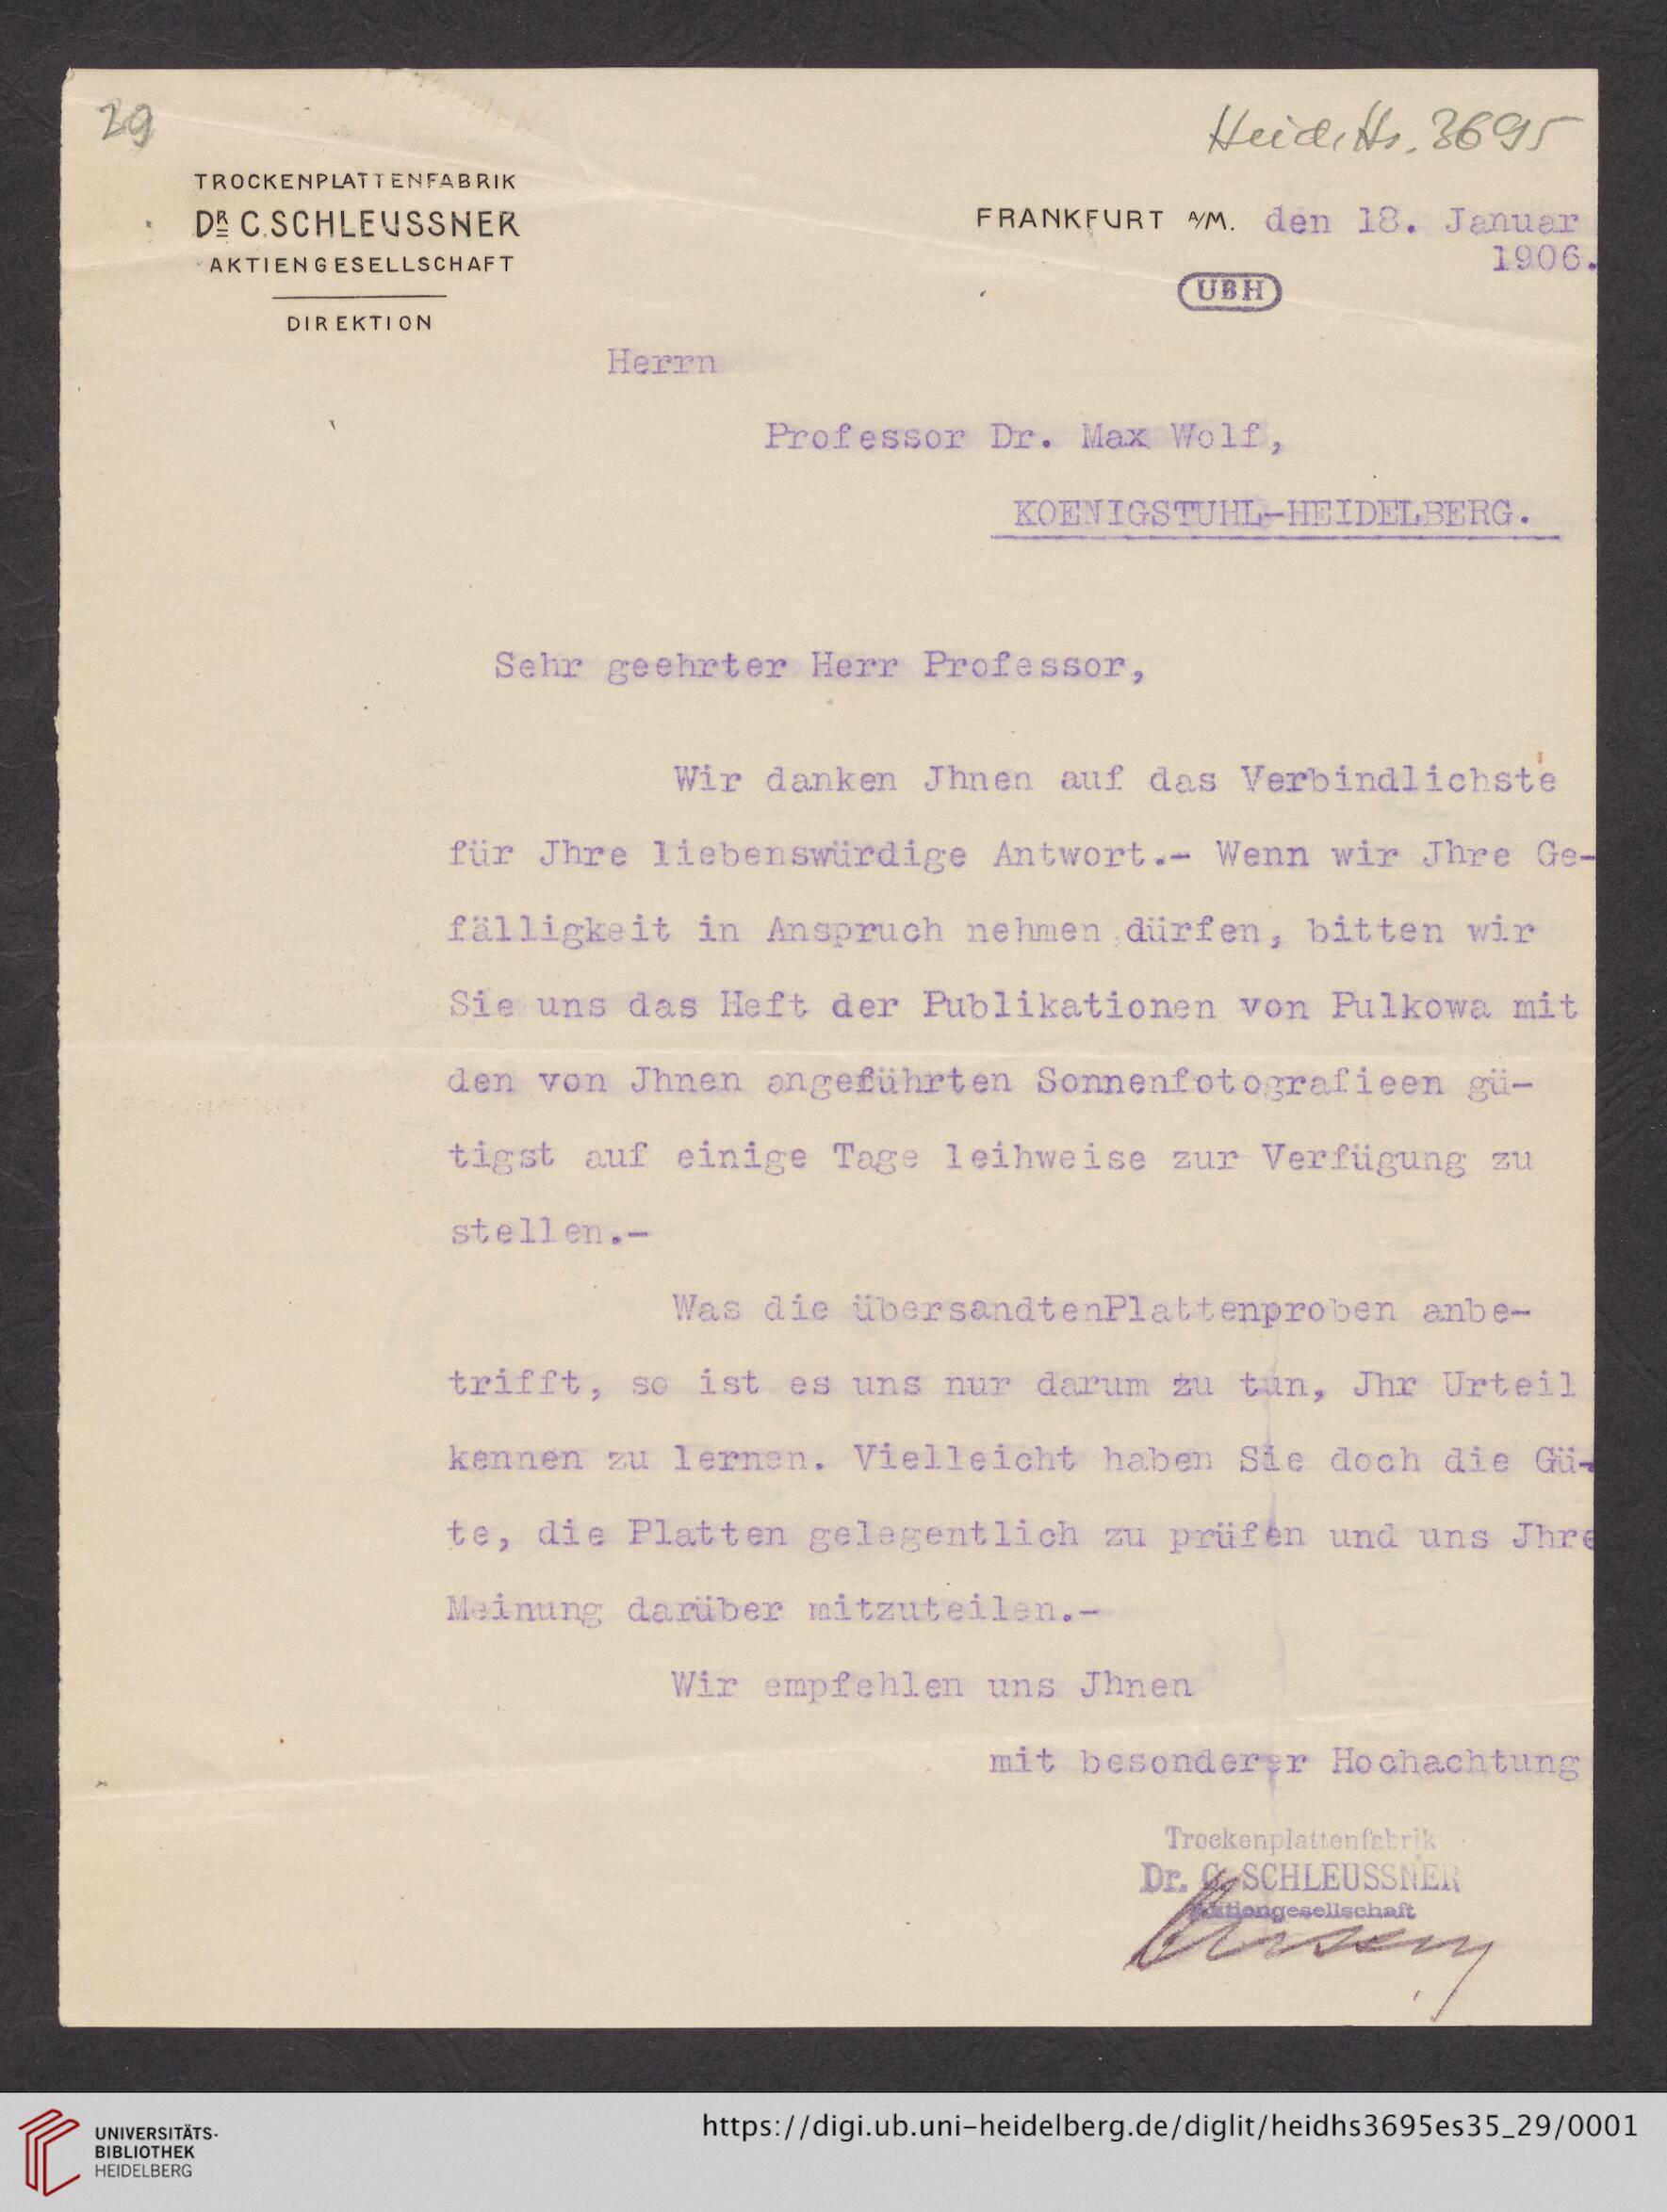 29
Heid. Hs. 3695
TROCKENPLATTENFABRIK
DR C. SCHLEUSSNER
AKTIENGESELLSCHAFT
DIREKTION
FRANKFURT A/M. den 18. Januar
1906.
UBH
Herrn
Professor Dr. Max Wolf,
KOENIGSTUHL-HEIDELBERG.
Sehr geehrter Herr Professor,
Wir danken Jhnen auf das Verbindlichste
für Jhre liebenswürdige Antwort.- Wenn wir Jhre Ge-
fälligkeit in Anspruch nehmen dürfen, bitten wir
Sie uns das Heft der Publikationen von Pulkowa mit
den von Jhnen angeführten Sonnenfotografieen gü-
tigst auf einige Tage leihweise zur Verfügung zu
stellen.-
Was die übersandtenPlattenproben anbe-
trifft, so ist es uns nur darum zu tun, Jhr Urteil
kennen zu lernen. Vielleicht haben Sie doch die Gü-
te, die Platten gelegentlich zu prüfen und uns Jhre
Meinung darüber mitzuteilen.-
Wir empfehlen uns Jhnen
mit besonderer Hochachtung
Trockenplattenfabrik
Dr. C. SCHLEUSSNER
Aktiengesellschaft
UNIVERSITÄTS-
BIBLIOTHEK
HEIDELBERG
https://digi.ub.uni-heidelberg.de/diglit/heidhs3695es35_29/0001